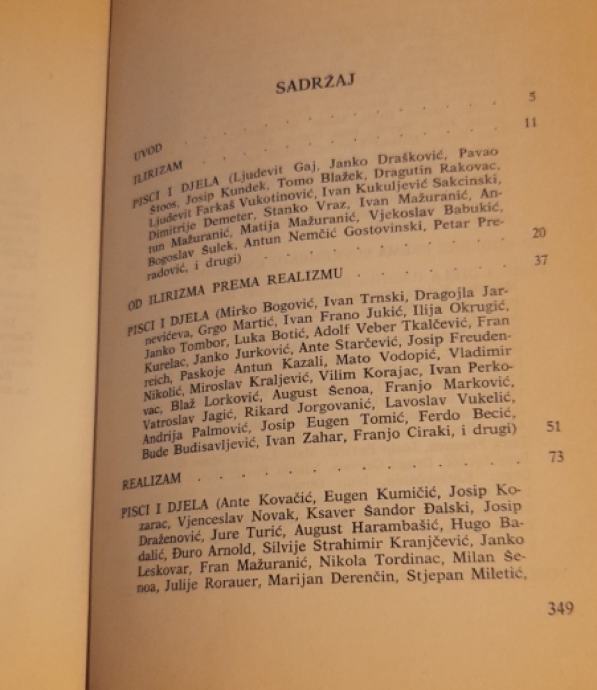 SADRŽAJ
UVOD . . . . . . . . . . 5
ILIRIZAM . . . . . . . . . . 11
PISCI I DJELA (Ljudevit Gaj, Janko Drašković, Pavao
Štoos, Josip Kundek, Tomo Blažek, Dragutin Rakovac,
Ljudevit Farkaš Vukotinović, Ivan Kukuljević Sakcinski,
Dimitrije Demeter, Stanko Vraz, Ivan Mažuranić, An-
tun Mažuranić, Matija Mažuranić, Vjekoslav Babukić,
Bogoslav Šulek, Antun Nemčić Gostovinski, Petar Pre-
radović, i drugi) . . . . . . . . 20
OD ILIRIZMA PREMA REALIZMU . . . . . . 37
PISCI I DJELA (Mirko Bogović, Ivan Trnski, Dragojla Jar-
nevićeva, Grgo Martić, Ivan Frano Jukić, Ilija Okrugić,
Janko Tombor, Luka Botić, Adolf Veber Tkalčević, Fran
Kurelac, Janko Jurković, Ante Starčević, Josip Freuden-
reich, Paskoje Antun Kazali, Mato Vodopić, Vladimir
Nikolić, Miroslav Kraljević, Vilim Korajac, Ivan Perko-
vac, Blaž Lorković, August Šenoa, Franjo Marković,
Vatroslav Jagić, Rikard Jorgovanić, Lavoslav Vukelić,
Andrija Palmović, Josip Eugen Tomić, Ferdo Becić,
Bude Budisavljević, Ivan Zahar, Franjo Ciraki, i drugi) 51
REALIZAM . . . . . . . . . . 73
PISCI I DJELA (Ante Kovačić, Eugen Kumičić, Josip Ko-
zarac, Vjenceslav Novak, Ksaver Šandor Đalski, Josip
Draženović, Jure Turić, August Harambašić, Hugo Ba-
dalić, Đuro Arnold, Silvije Strahimir Kranjčević, Janko
Leskovar, Fran Mažuranić, Nikola Tordinac, Milan Še-
noa, Julije Rorauer, Marijan Derenčin, Stjepan Miletić,
349